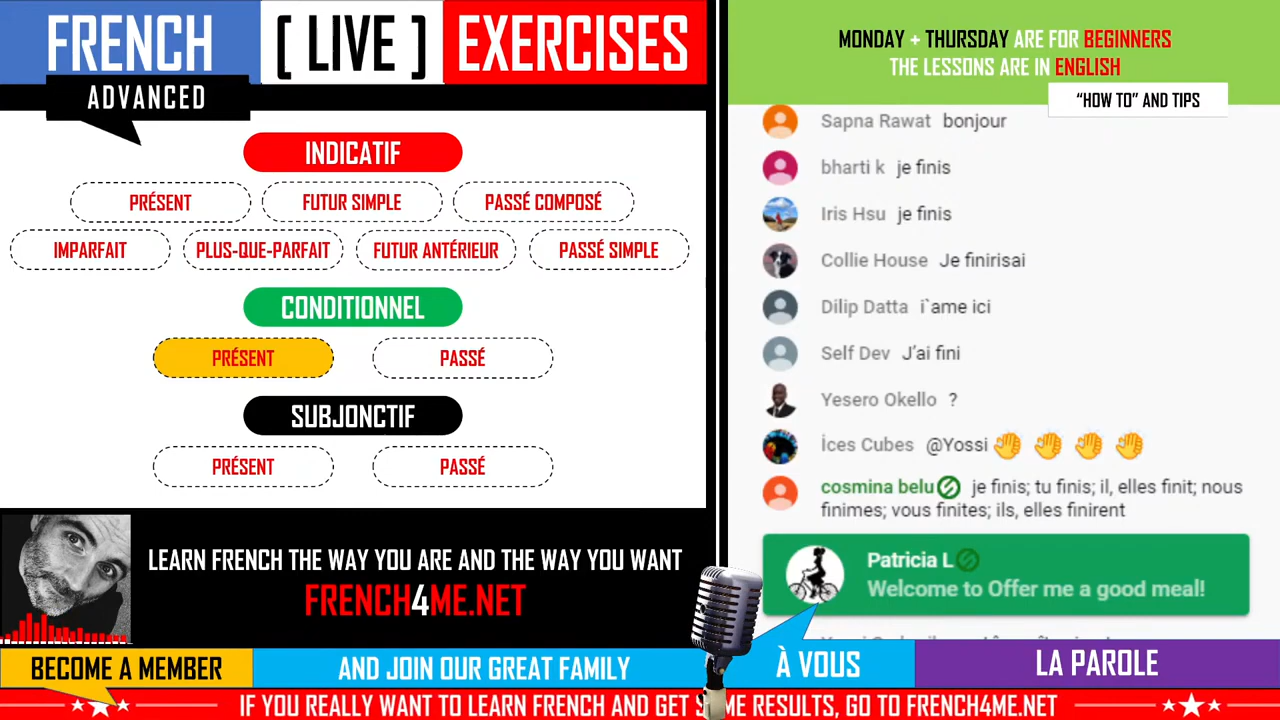 FRENCH [ LIVE ] EXERCISES
ADVANCED
INDICATIF
PRÉSENT FUTUR SIMPLE PASSÉ COMPOSÉ
IMPARFAIT PLUS-QUE-PARFAIT FUTUR ANTÉRIEUR PASSÉ SIMPLE
CONDITIONNEL
PRÉSENT PASSÉ
SUBJONCTIF
PRÉSENT PASSÉ
LEARN FRENCH THE WAY YOU ARE AND THE WAY YOU WANT
FRENCH4ME.NET
MONDAY + THURSDAY ARE FOR BEGINNERS
THE LESSONS ARE IN ENGLISH
“HOW TO” AND TIPS
Sapna Rawat bonjour
bharti k je finis
Iris Hsu je finis
Collie House Je finirisai
Dilip Datta i`ame ici
Self Dev J’ai fini
Yesero Okello ?
İces Cubes @Yossi
cosmina belu je finis; tu finis; il, elles finit; nous
finimes; vous finites; ils, elles finirent
Patricia L
Welcome to Offer me a good meal!
BECOME A MEMBER AND JOIN OUR GREAT FAMILY À VOUS LA PAROLE
IF YOU REALLY WANT TO LEARN FRENCH AND GET SOME RESULTS, GO TO FRENCH4ME.NET